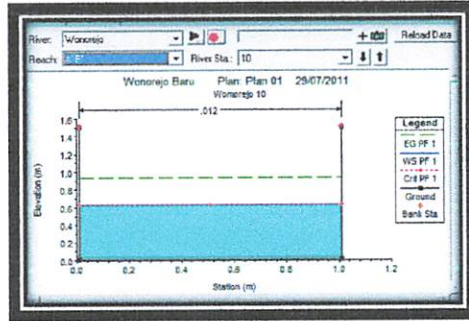 River: Wonorejo Reload Data
Reach: River Sta.: 10
Wonorejo Baru Plan: Plan 01 29/07/2011
Wonorejo 10
.012
Legend
EG PF 1
WS PF 1
Crit PF 1
Ground
Bank Sta
Elevation (m)
1.6
1.4
1.2
1.0
0.8
0.6
0.4
0.2
0.0
0.0 0.2 0.4 0.6 0.8 1.0 1.2
Station (m)